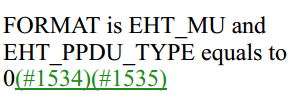 FORMAT is EHT_MU and
EHT_PPDU_TYPE equals to
0(#1534)(#1535)